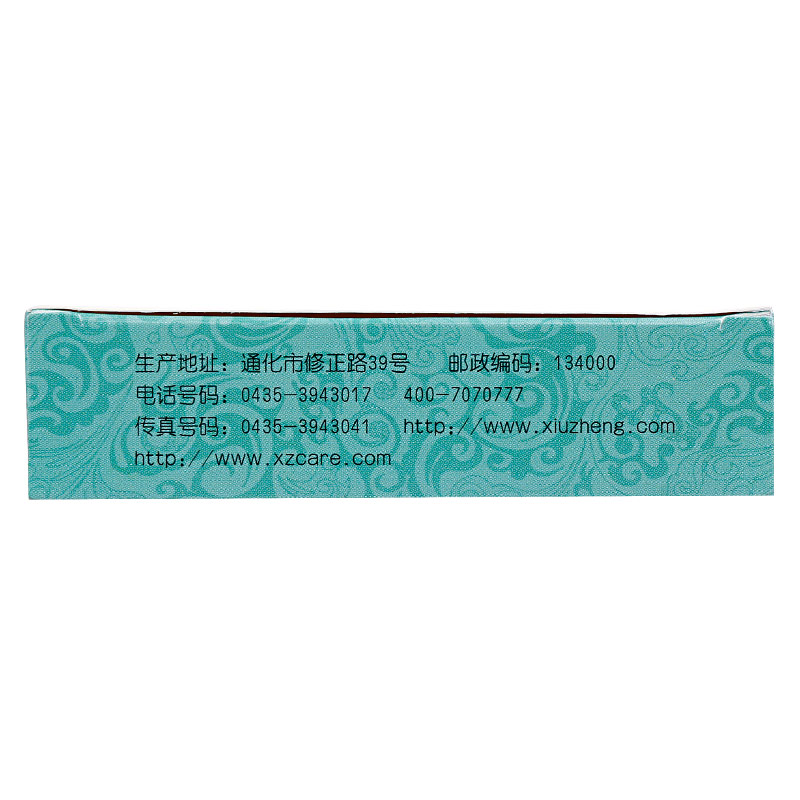 生产地址：通化市修正路39号 邮政编码：134000
电话号码：0435-3943017 400-7070777
传真号码：0435-3943041 http://www.xiuzheng.com
http://www.xzcare.com